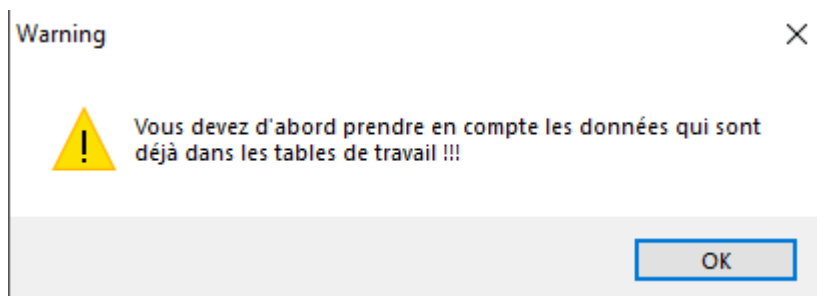 Warning
Vous devez d'abord prendre en compte les données qui sont
déjà dans les tables de travail !!!
OK